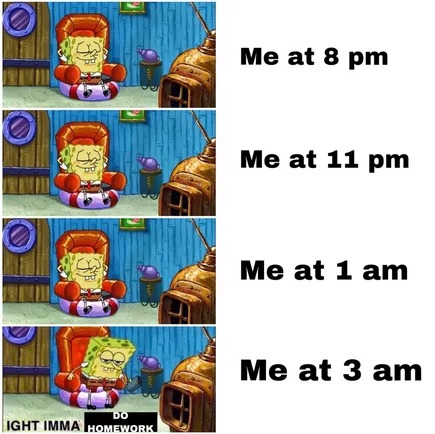 Me at 8 pm
Me at 11 pm
Me at 1 am
Me at 3 am
IGHT IMMA DO
HOMEWORK